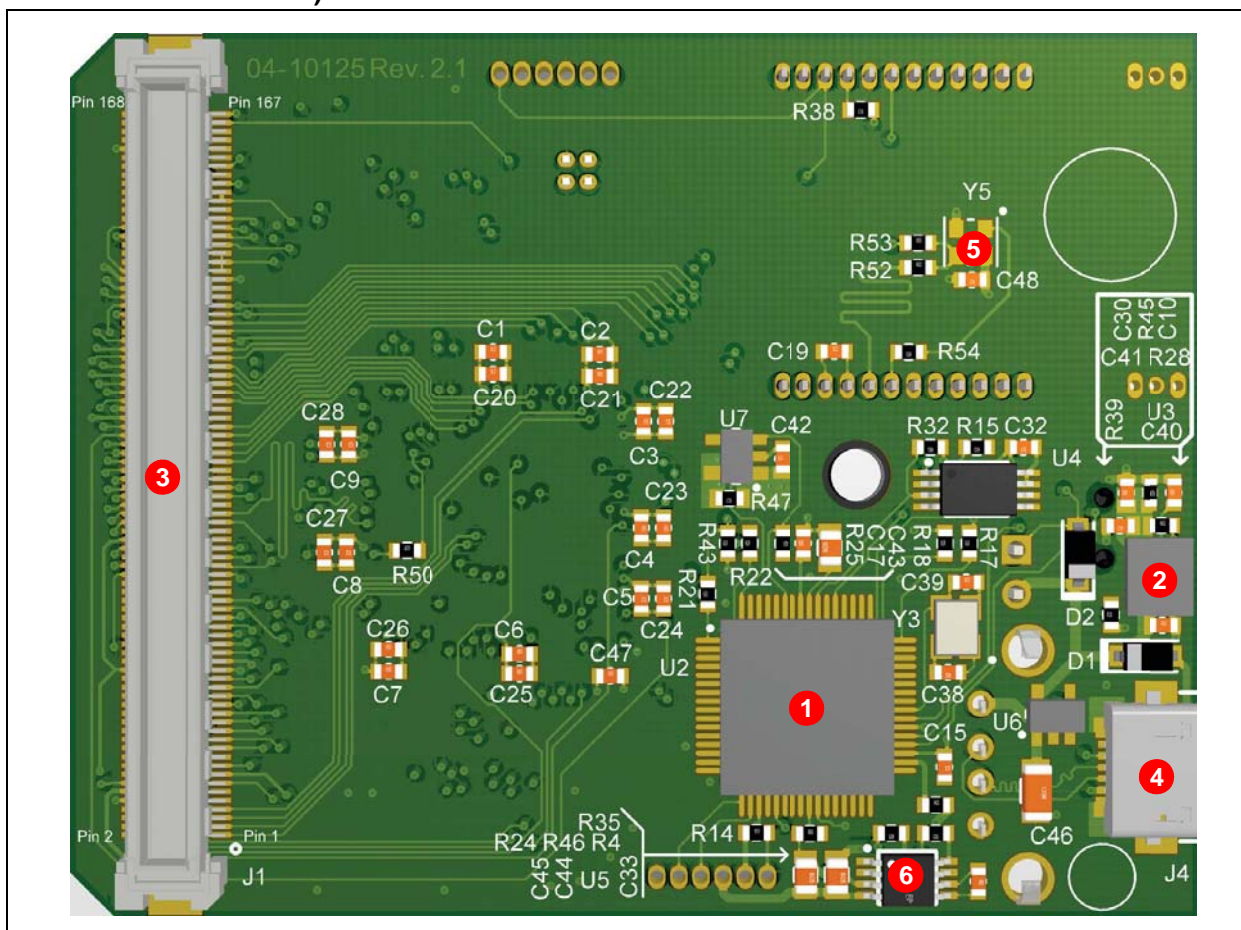 04-10125 Rev. 2.1
Pin 168
Pin 167
R38
Y5
R53
R52
5
C48
C30
R45
C10
C41
R28
R39
U3
C40
C1
C2
C19
R54
C20
C21
C28
C22
C9
C3
U7
C42
R32
R15
C32
U4
3
R47
C27
C23
C8
R50
C4
R43
R22
R25
C17
C43
R18
R17
C5
R21
C24
C39
2
D2
Y3
C26
C6
C47
U2
D1
C7
C25
C38
1
U6
C15
4
Pin 2
Pin 1
R35
R24
R46
R4
R14
C46
J1
C45
C44
U5
C33
6
J4